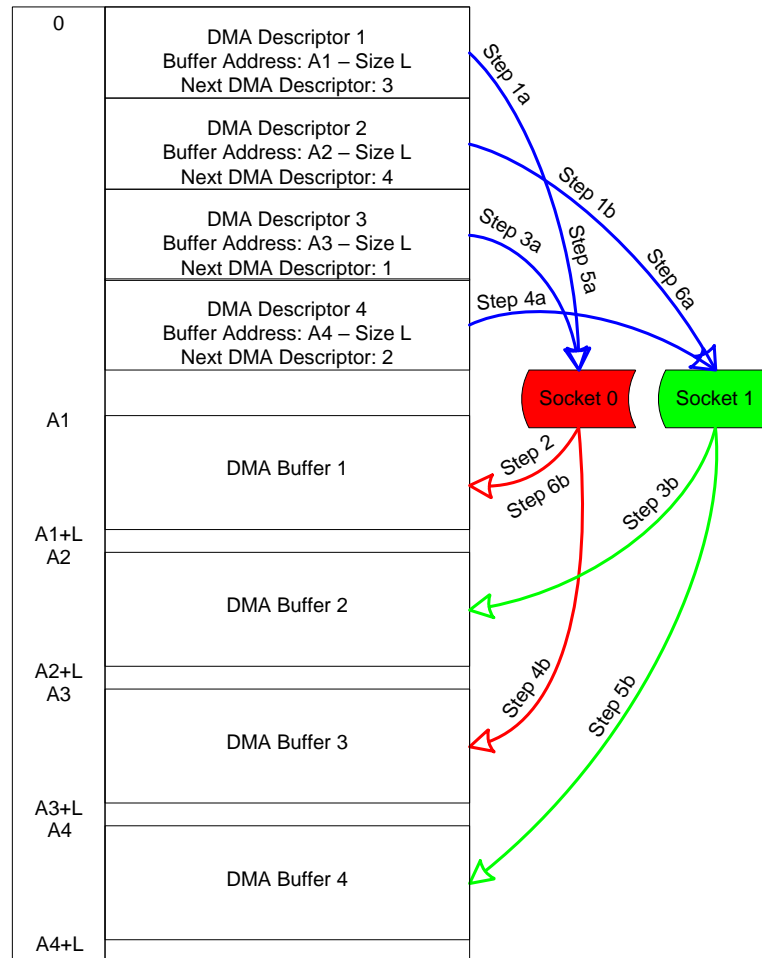 0
DMA Descriptor 1
Buffer Address: A1 – Size L
Next DMA Descriptor: 3
DMA Descriptor 2
Buffer Address: A2 – Size L
Next DMA Descriptor: 4
DMA Descriptor 3
Buffer Address: A3 – Size L
Next DMA Descriptor: 1
DMA Descriptor 4
Buffer Address: A4 – Size L
Next DMA Descriptor: 2
Step 1a
Step 1b
Step 3a
Step 5a
Step 6a
Step 4a
Socket 0
Socket 1
A1
DMA Buffer 1
Step 2
Step 6b
Step 3b
A1+L
A2
DMA Buffer 2
A2+L
A3
DMA Buffer 3
Step 4b
Step 5b
A3+L
A4
DMA Buffer 4
A4+L